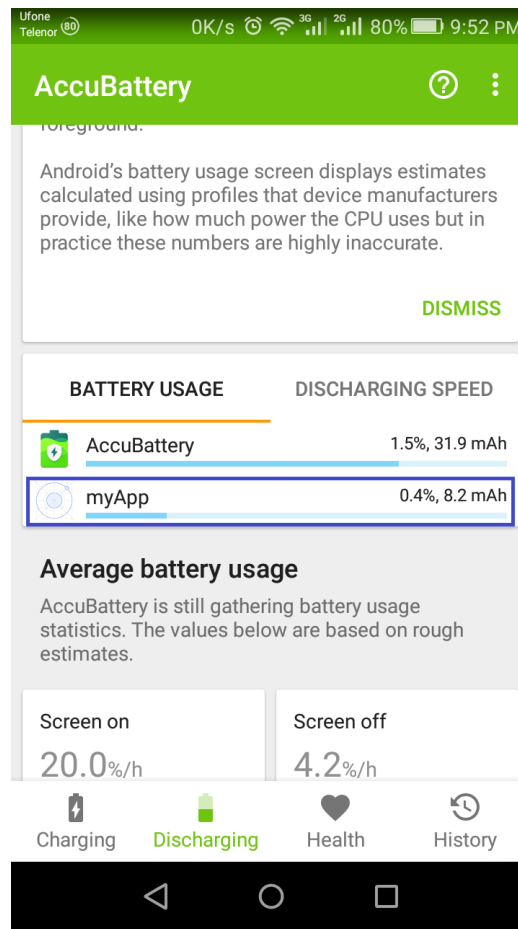 Ufone
Telenor 80 0K/s 3G 2G 80% 9:52 PM
AccuBattery
foreground.
Android's battery usage screen displays estimates
calculated using profiles that device manufacturers
provide, like how much power the CPU uses but in
practice these numbers are highly inaccurate.
DISMISS
BATTERY USAGE DISCHARGING SPEED
AccuBattery 1.5%, 31.9 mAh
myApp 0.4%, 8.2 mAh
Average battery usage
AccuBattery is still gathering battery usage
statistics. The values below are based on rough
estimates.
Screen on Screen off
20.0%/h 4.2%/h
Charging Discharging Health History